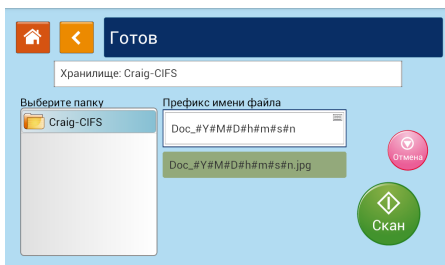 Готов
Хранилище: Craig-CIFS
Выберите папку
Префикс имени файла
Craig-CIFS
Doc_#Y#M#D#h#m#s#n
Doc_#Y#M#D#h#m#s#n.jpg
Отмена
Скан